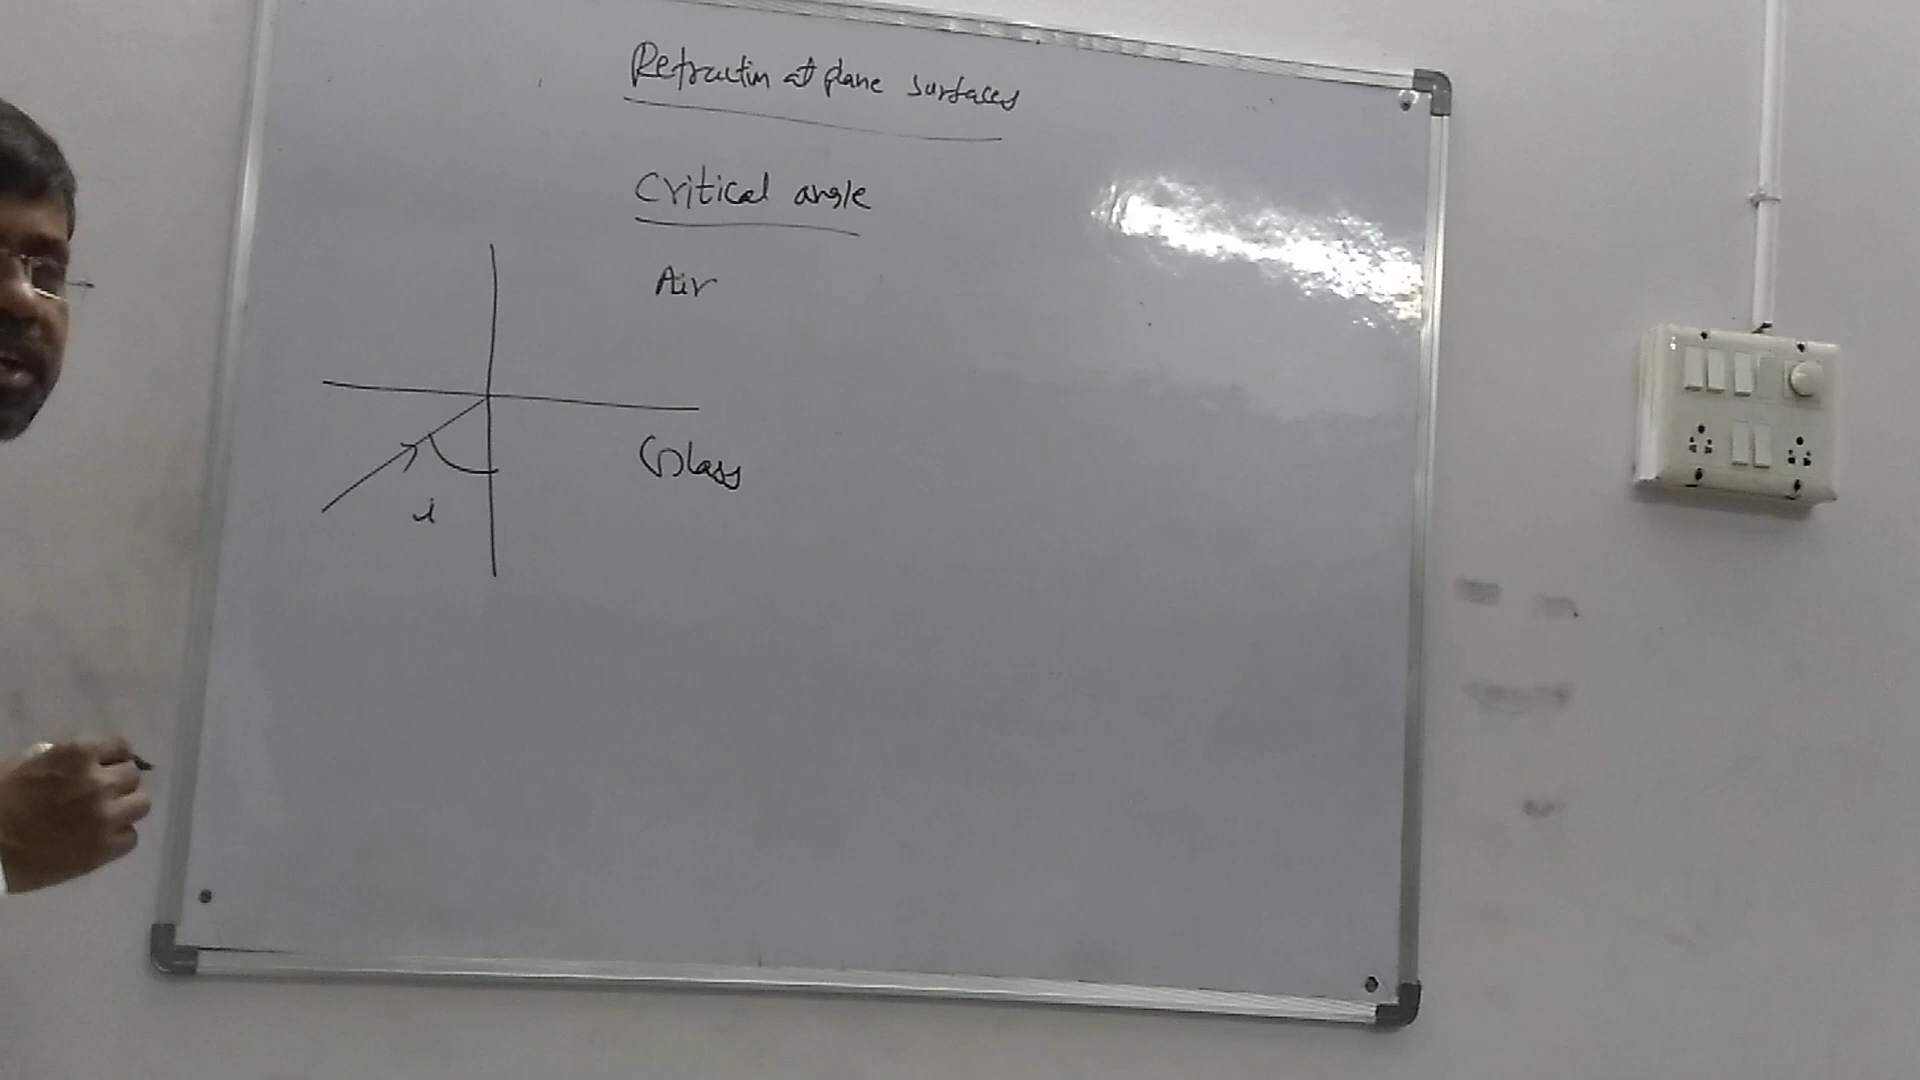 Refraction at plane surfaces
Critical angle
Air
Glass
i